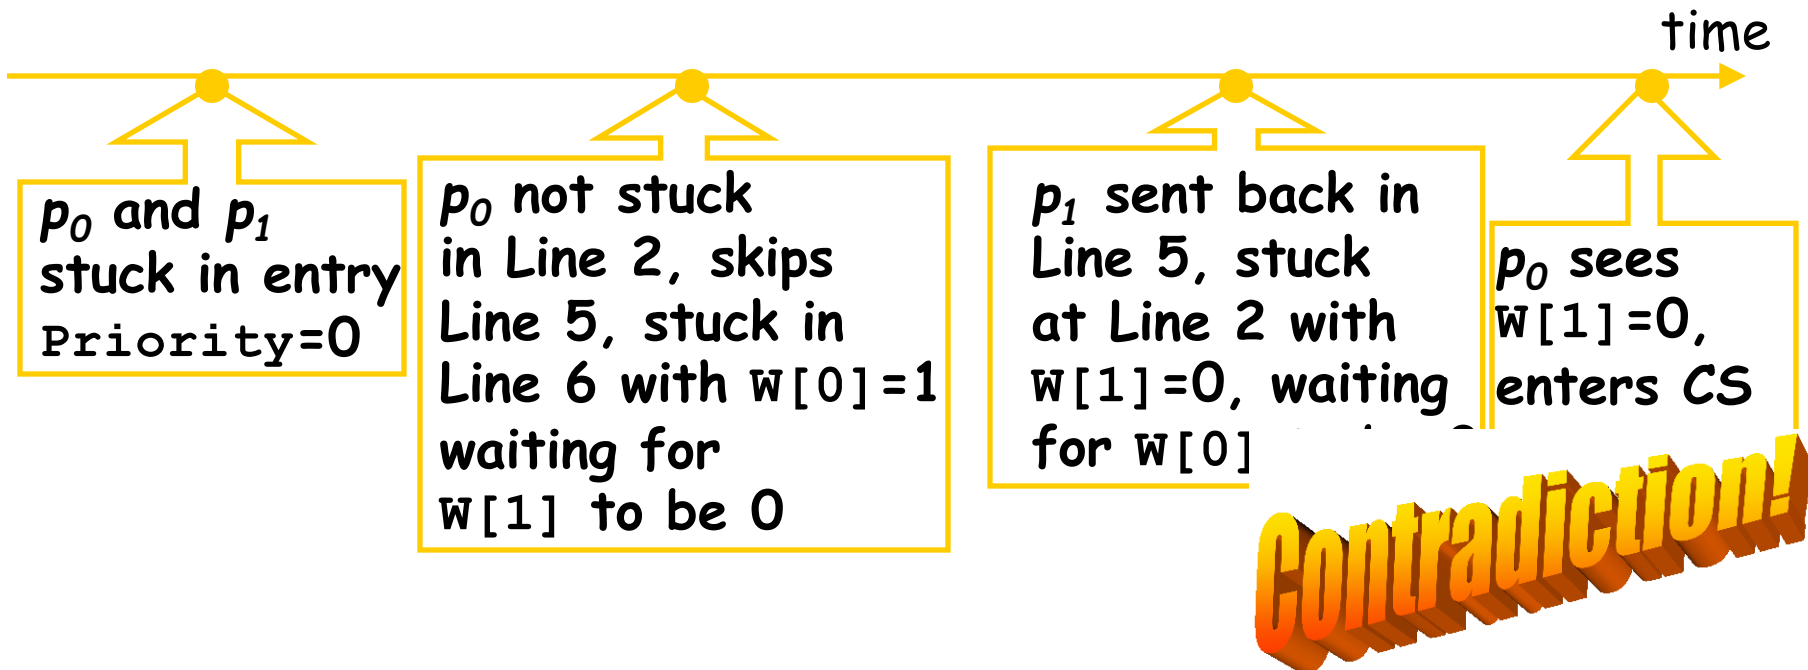 time
p0 and p1
stuck in entry
Priority=0
p0 not stuck
in Line 2, skips
Line 5, stuck in
Line 6 with W[0]=1
waiting for
W[1] to be 0
p1 sent back in
Line 5, stuck
at Line 2 with
W[1]=0, waiting
for W[0]
p0 sees
W[1]=0,
enters CS
Contradiction!